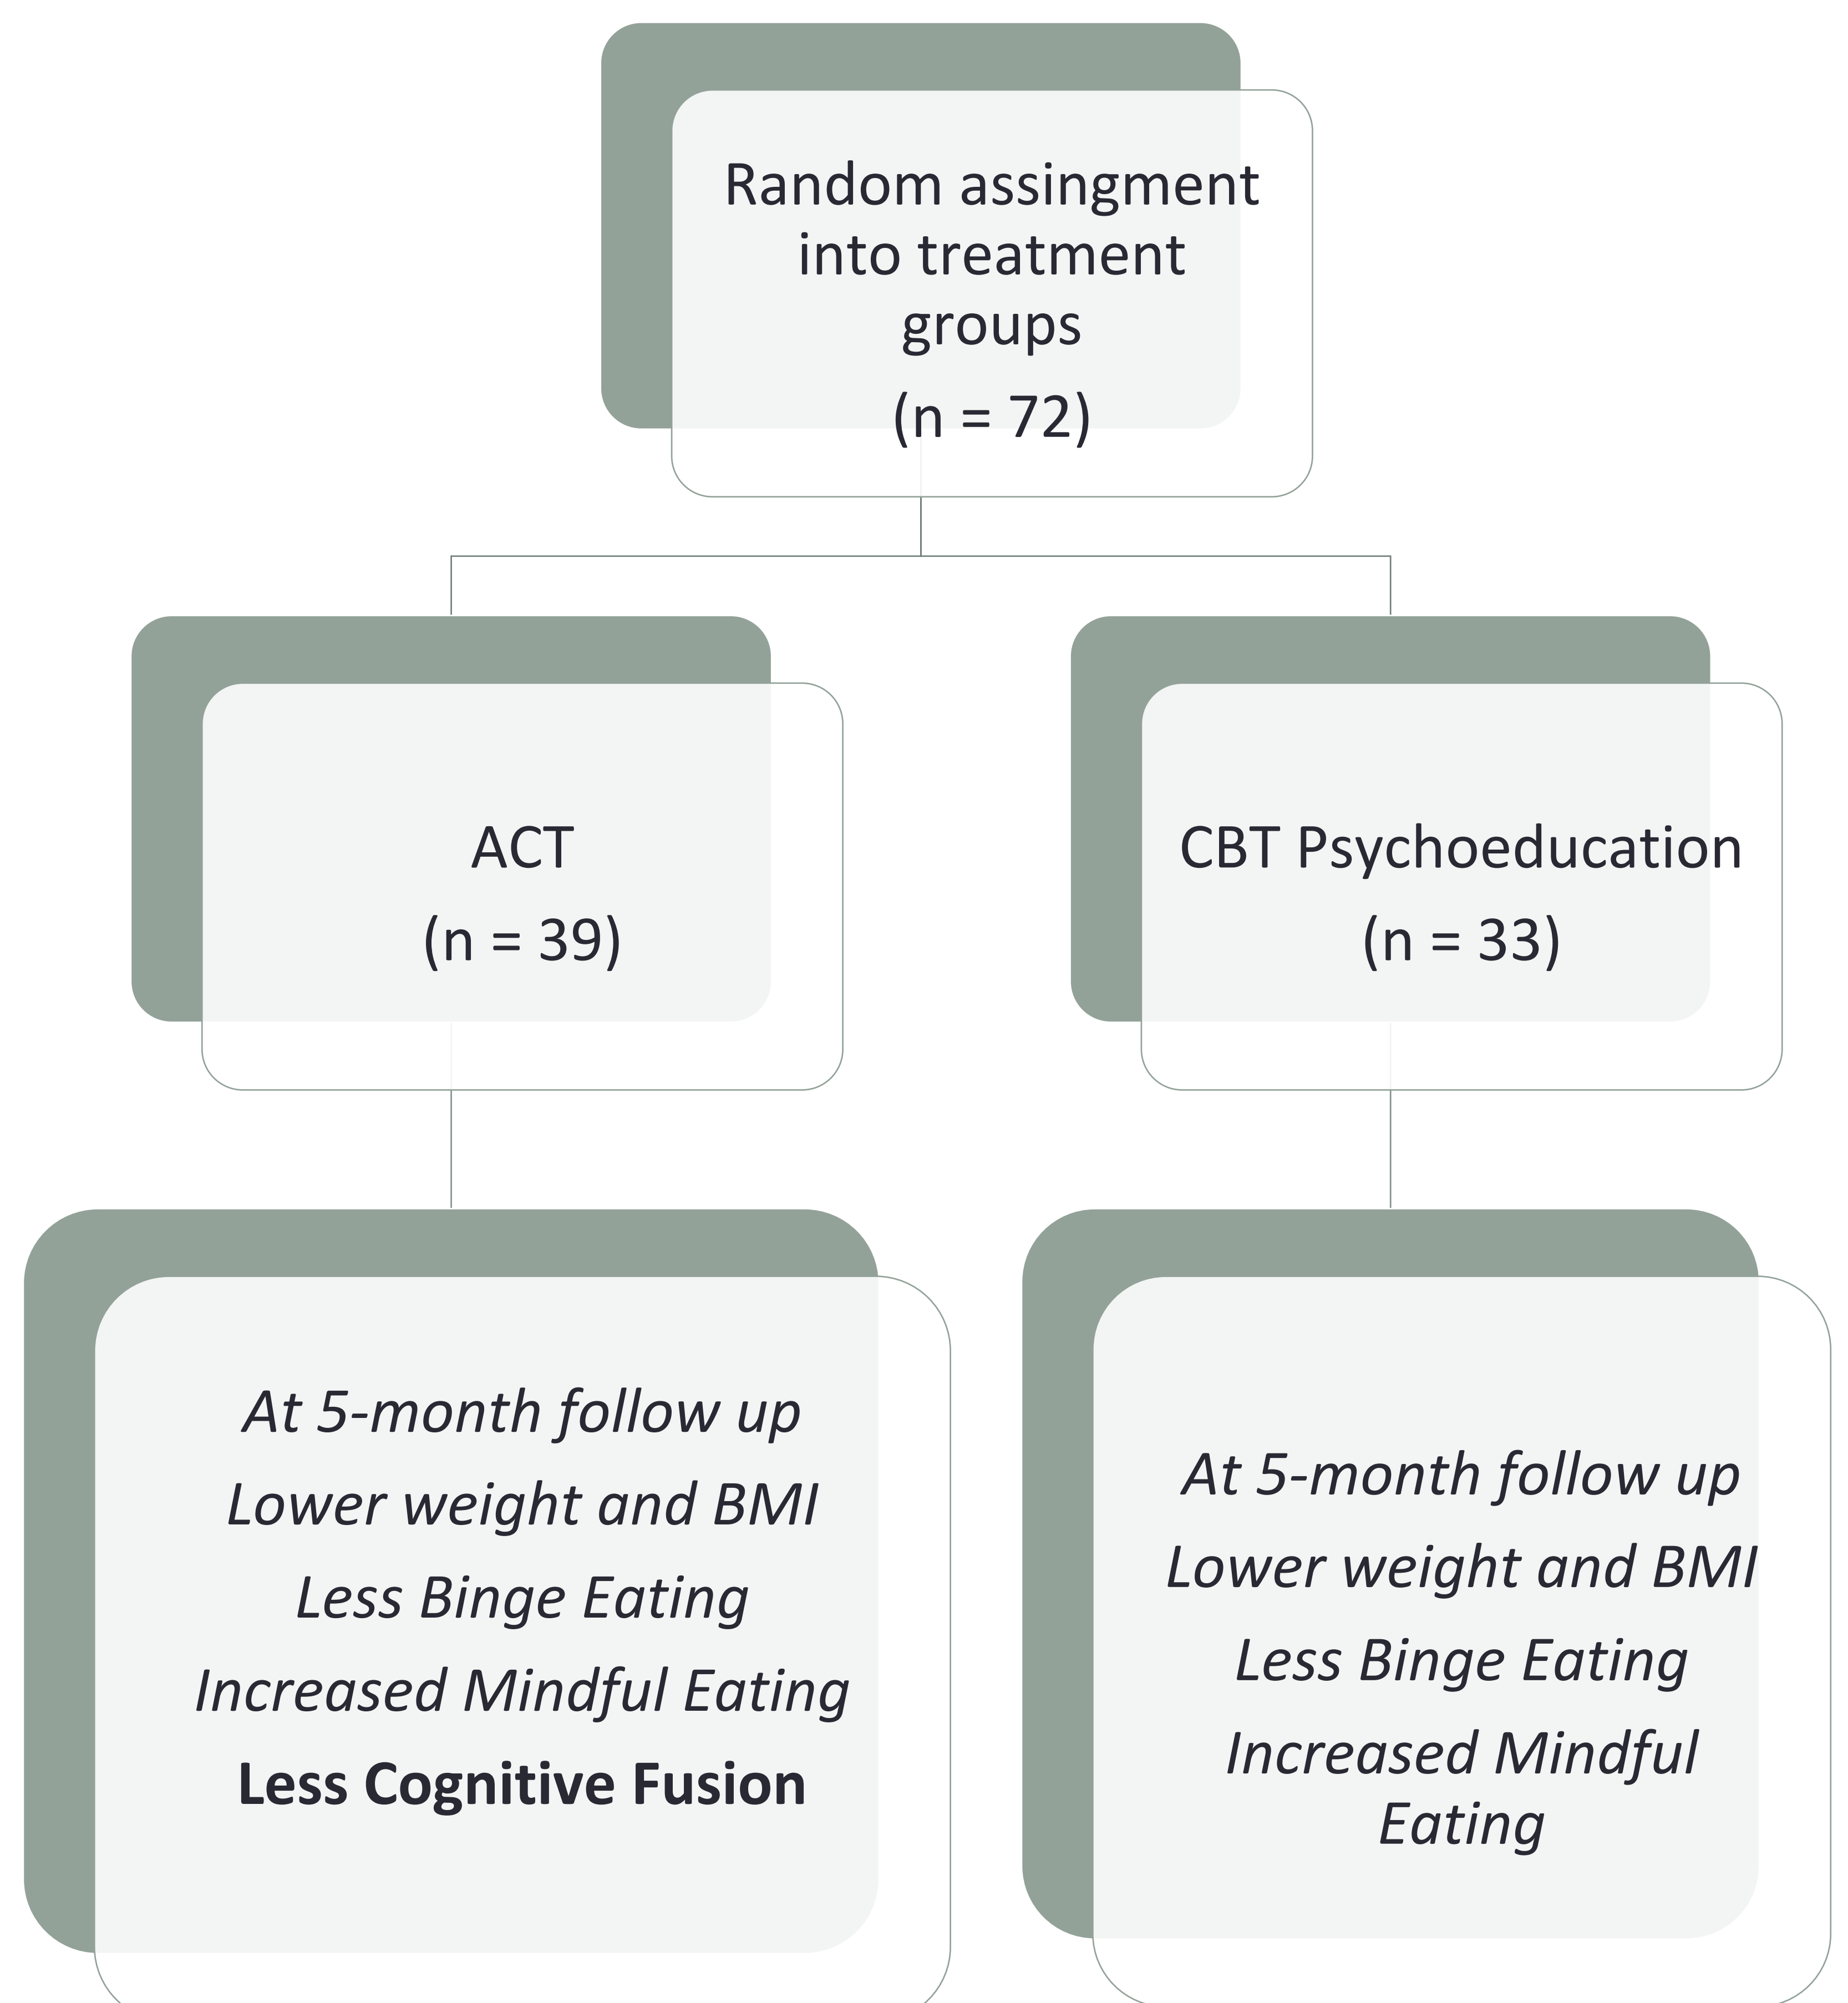 Random assingment
into treatment
groups
(n = 72)
ACT
(n = 39)
CBT Psychoeducation
(n = 33)
At 5-month follow up
Lower weight and BMI
Less Binge Eating
Increased Mindful Eating
Less Cognitive Fusion
At 5-month follow up
Lower weight and BMI
Less Binge Eating
Increased Mindful
Eating